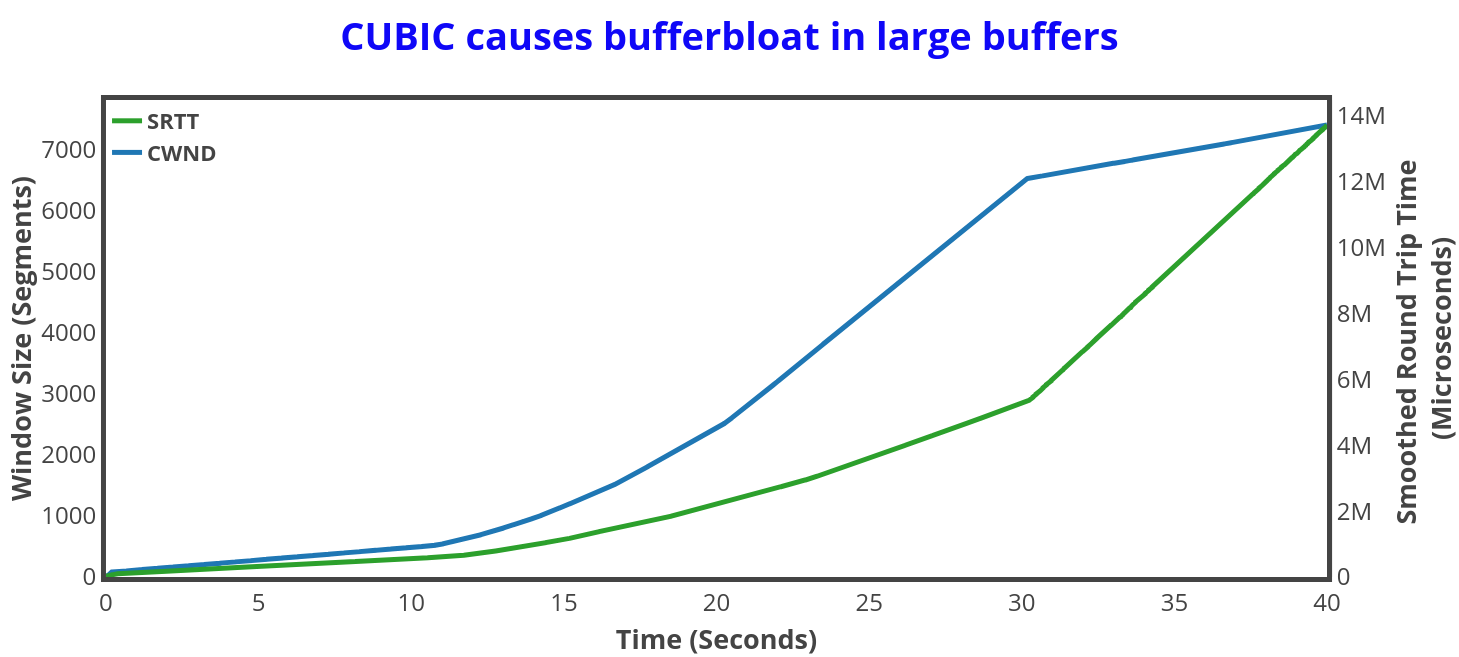 CUBIC causes bufferbloat in large buffers
SRTT
CWND
7000
6000
5000
4000
3000
2000
1000
0
Window Size (Segments)
14M
12M
10M
8M
6M
4M
2M
0
Smoothed Round Trip Time
(Microseconds)
0 5 10 15 20 25 30 35 40
Time (Seconds)